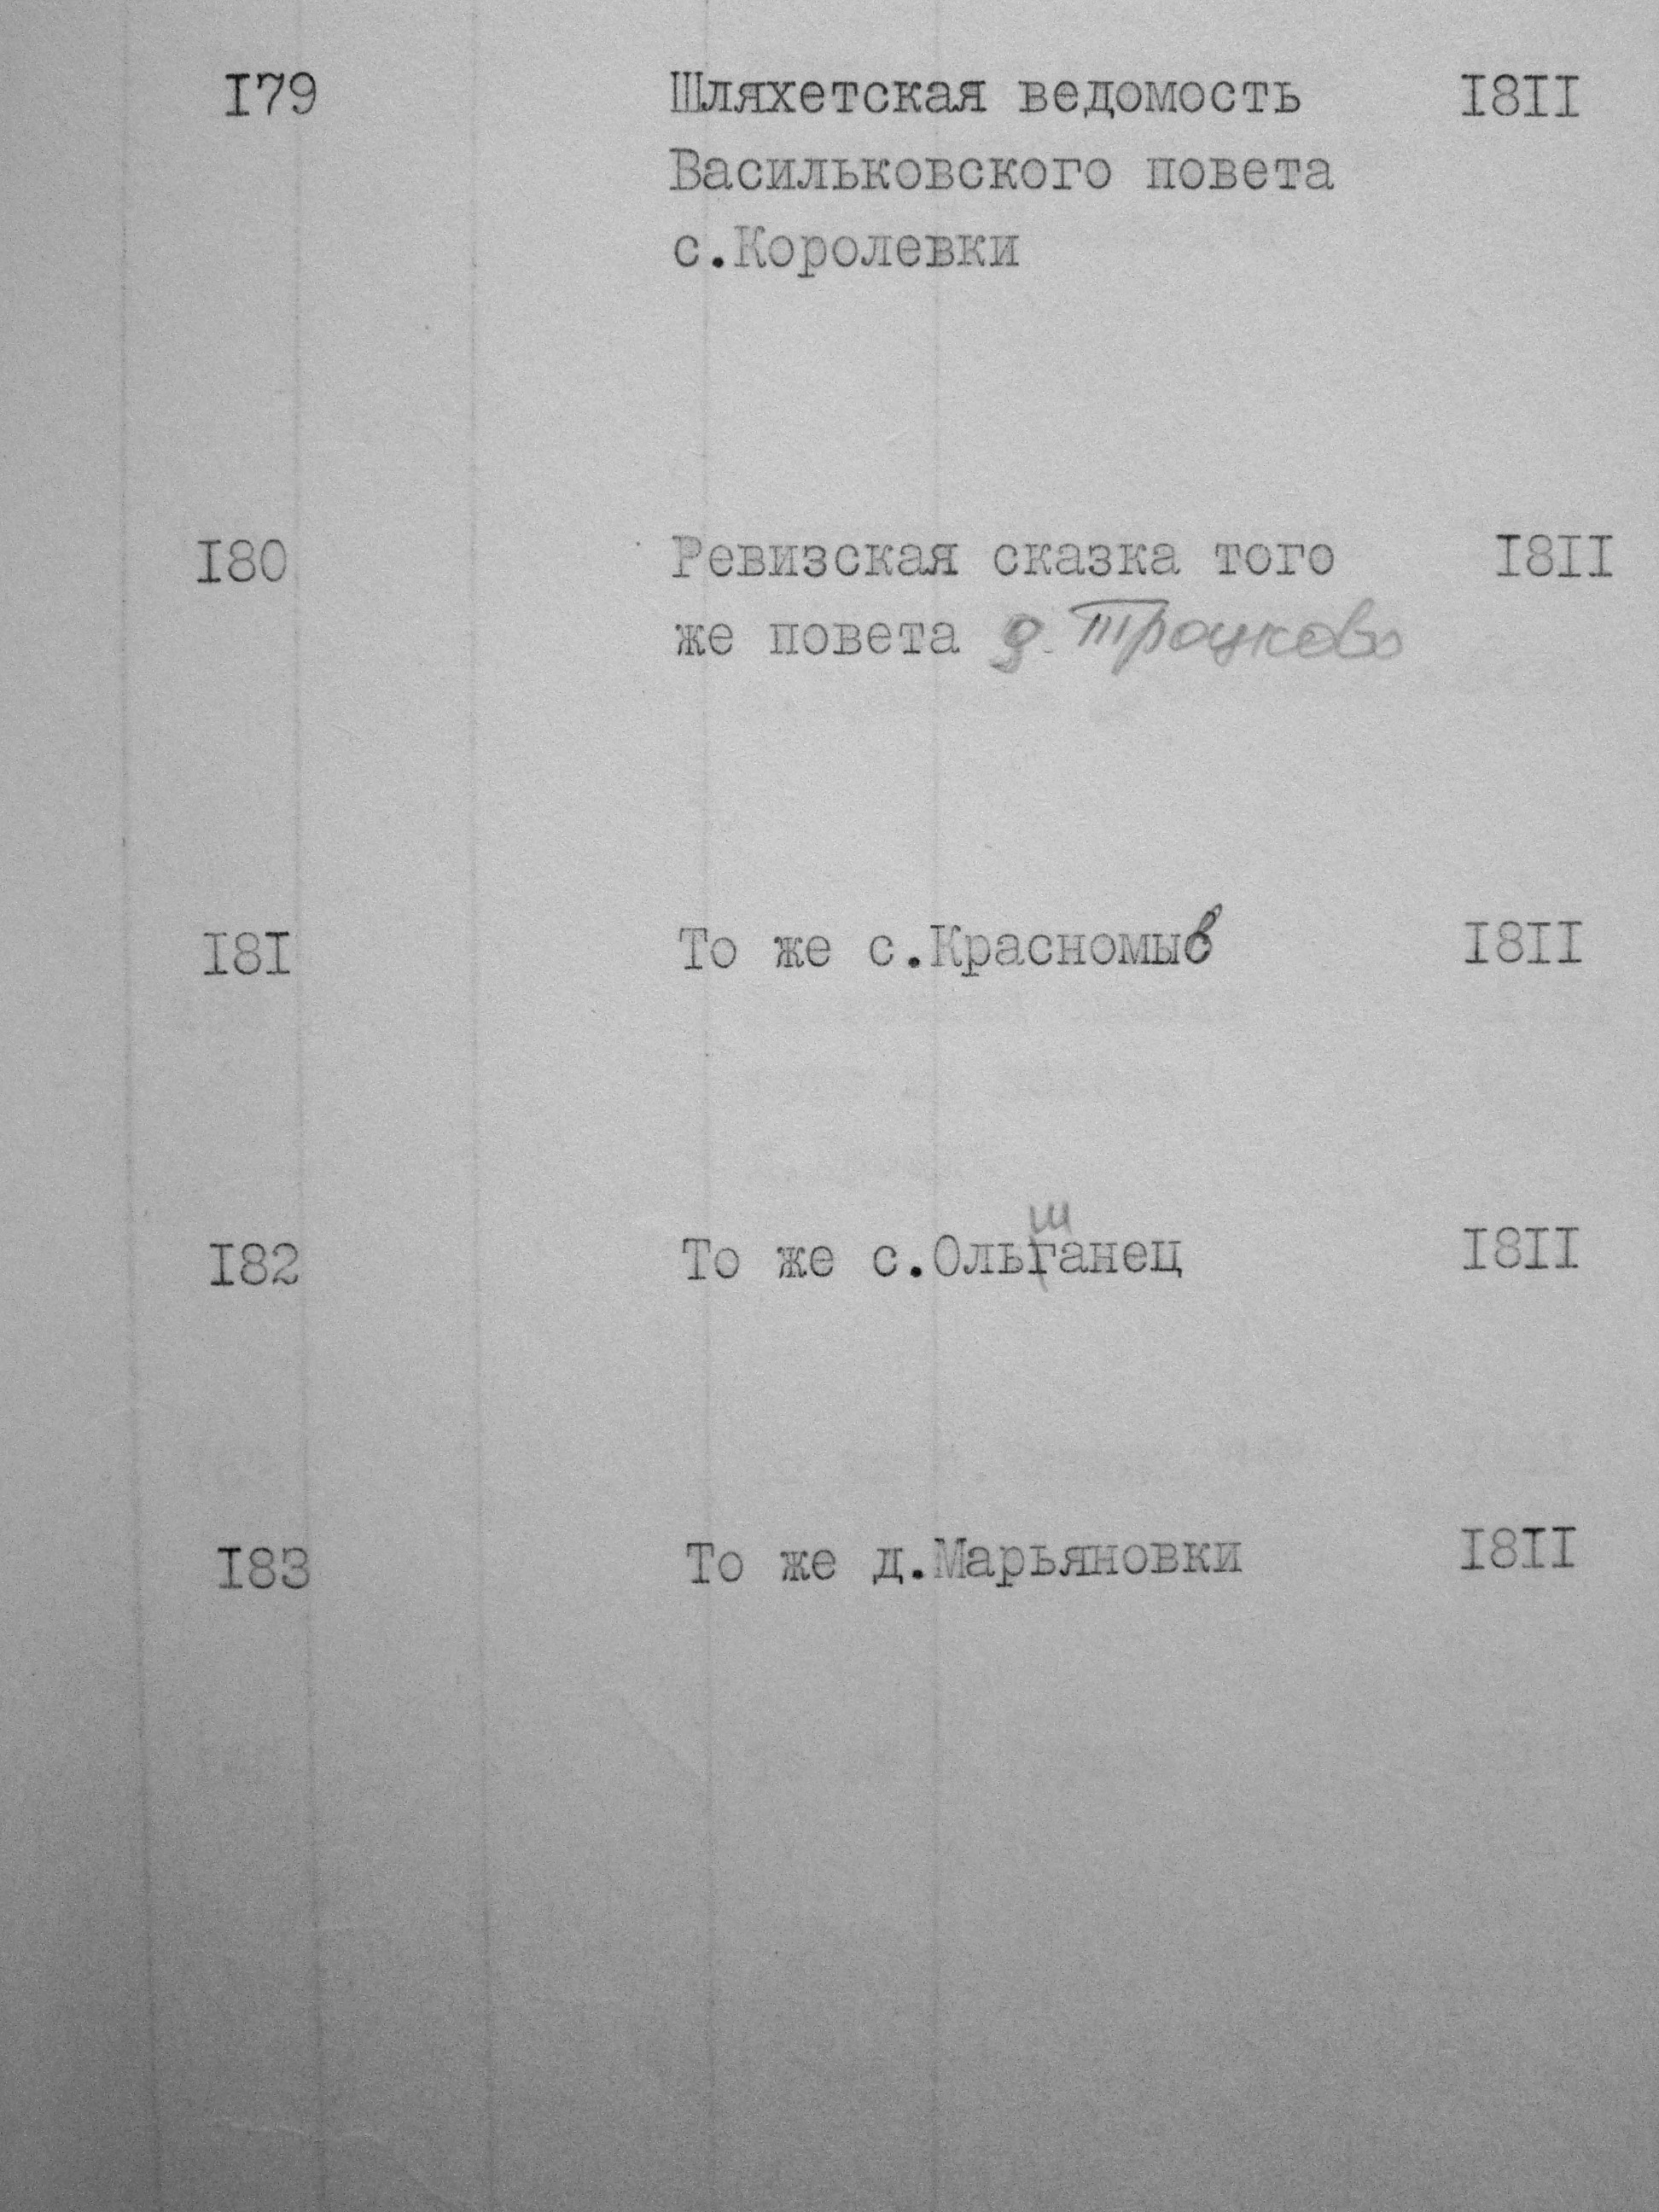 I79 Шляхетская ведомость I8II
Васильковского повета
с.Королевки
I80 Ревизская сказка того I8II
же повета д. Троцково
I8I То же с.Красномыв I8II
ш
I82 То же с.Ольганец I8II
I83 То же д.Марьяновки I8II